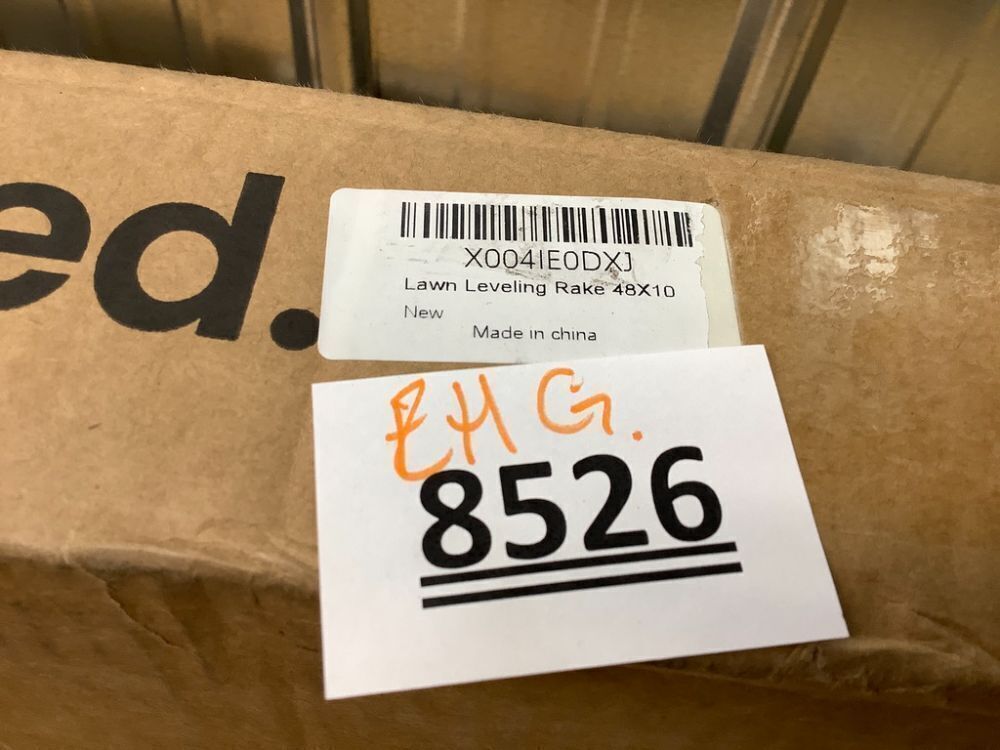 ed.
X004IE0DXJ
Lawn Leveling Rake 48X10
New
Made in china
EHG.
8526